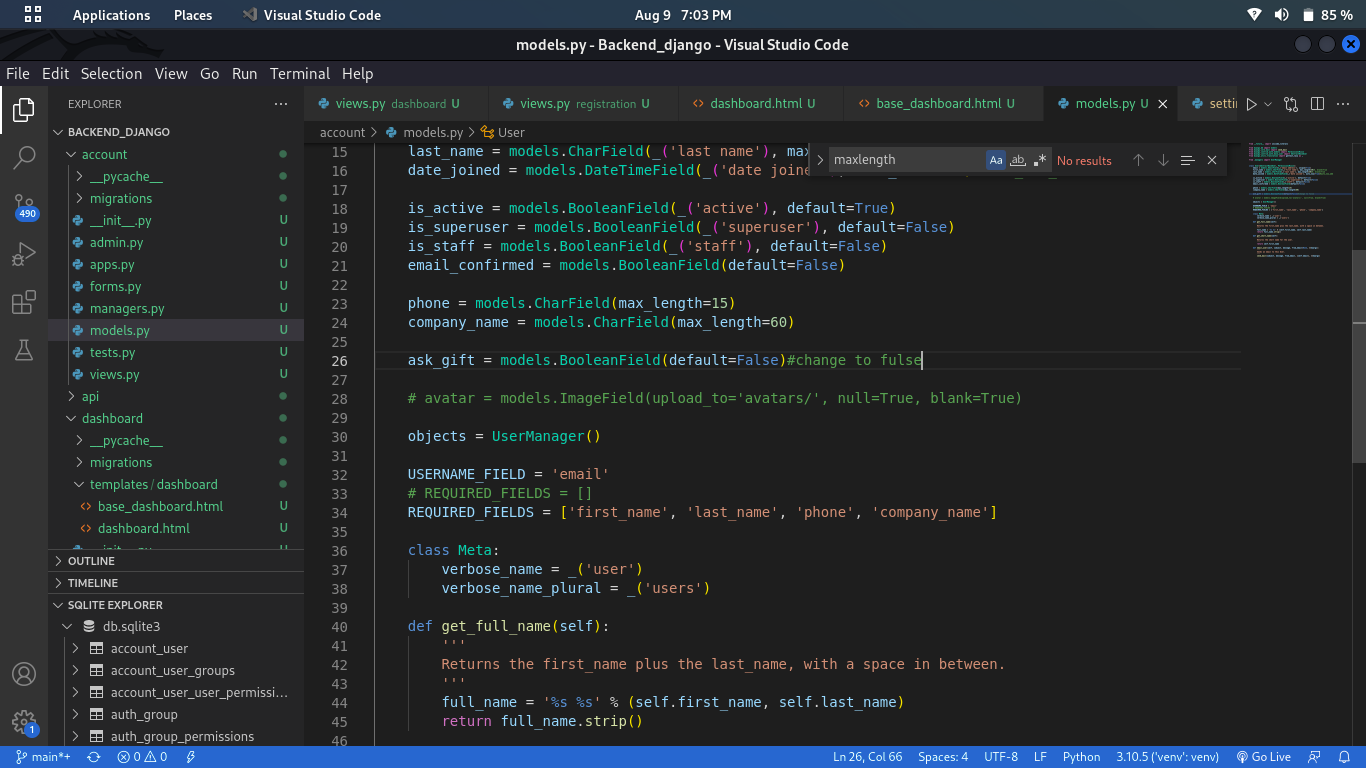 Applications Places Visual Studio Code Aug 9 7:03 PM 85 %
models.py - Backend_django - Visual Studio Code
File Edit Selection View Go Run Terminal Help
EXPLORER
views.py dashboard U views.py registration U dashboard.html U base_dashboard.html U models.py U
BACKEND_DJANGO
account > models.py > User
account
__pycache__
migrations
__init__.py U
admin.py U
apps.py U
forms.py U
managers.py U
models.py U
tests.py U
views.py U
api
dashboard
__pycache__
migrations
templates / dashboard
base_dashboard.html U
dashboard.html U
OUTLINE
TIMELINE
SQLITE EXPLORER
db.sqlite3
account_user
account_user_groups
account_user_user_permissi...
auth_group
auth_group_permissions
490
1
maxlength Aa ab No results
15 last_name = models.CharField(_('last name'), max
16 date_joined = models.DateTimeField(_('date joine
17
18 is_active = models.BooleanField(_('active'), default=True)
19 is_superuser = models.BooleanField(_('superuser'), default=False)
20 is_staff = models.BooleanField(_('staff'), default=False)
21 email_confirmed = models.BooleanField(default=False)
22
23 phone = models.CharField(max_length=15)
24 company_name = models.CharField(max_length=60)
25
26 ask_gift = models.BooleanField(default=False)#change to fulse
27
28 # avatar = models.ImageField(upload_to='avatars/', null=True, blank=True)
29
30 objects = UserManager()
31
32 USERNAME_FIELD = 'email'
33 # REQUIRED_FIELDS = []
34 REQUIRED_FIELDS = ['first_name', 'last_name', 'phone', 'company_name']
35
36 class Meta:
37 verbose_name = _('user')
38 verbose_name_plural = _('users')
39
40 def get_full_name(self):
41 '''
42 Returns the first_name plus the last_name, with a space in between.
43 '''
44 full_name = '%s %s' % (self.first_name, self.last_name)
45 return full_name.strip()
46
main*+ 0 0 Ln 26, Col 66 Spaces: 4 UTF-8 LF Python 3.10.5 ('venv': venv) Go Live